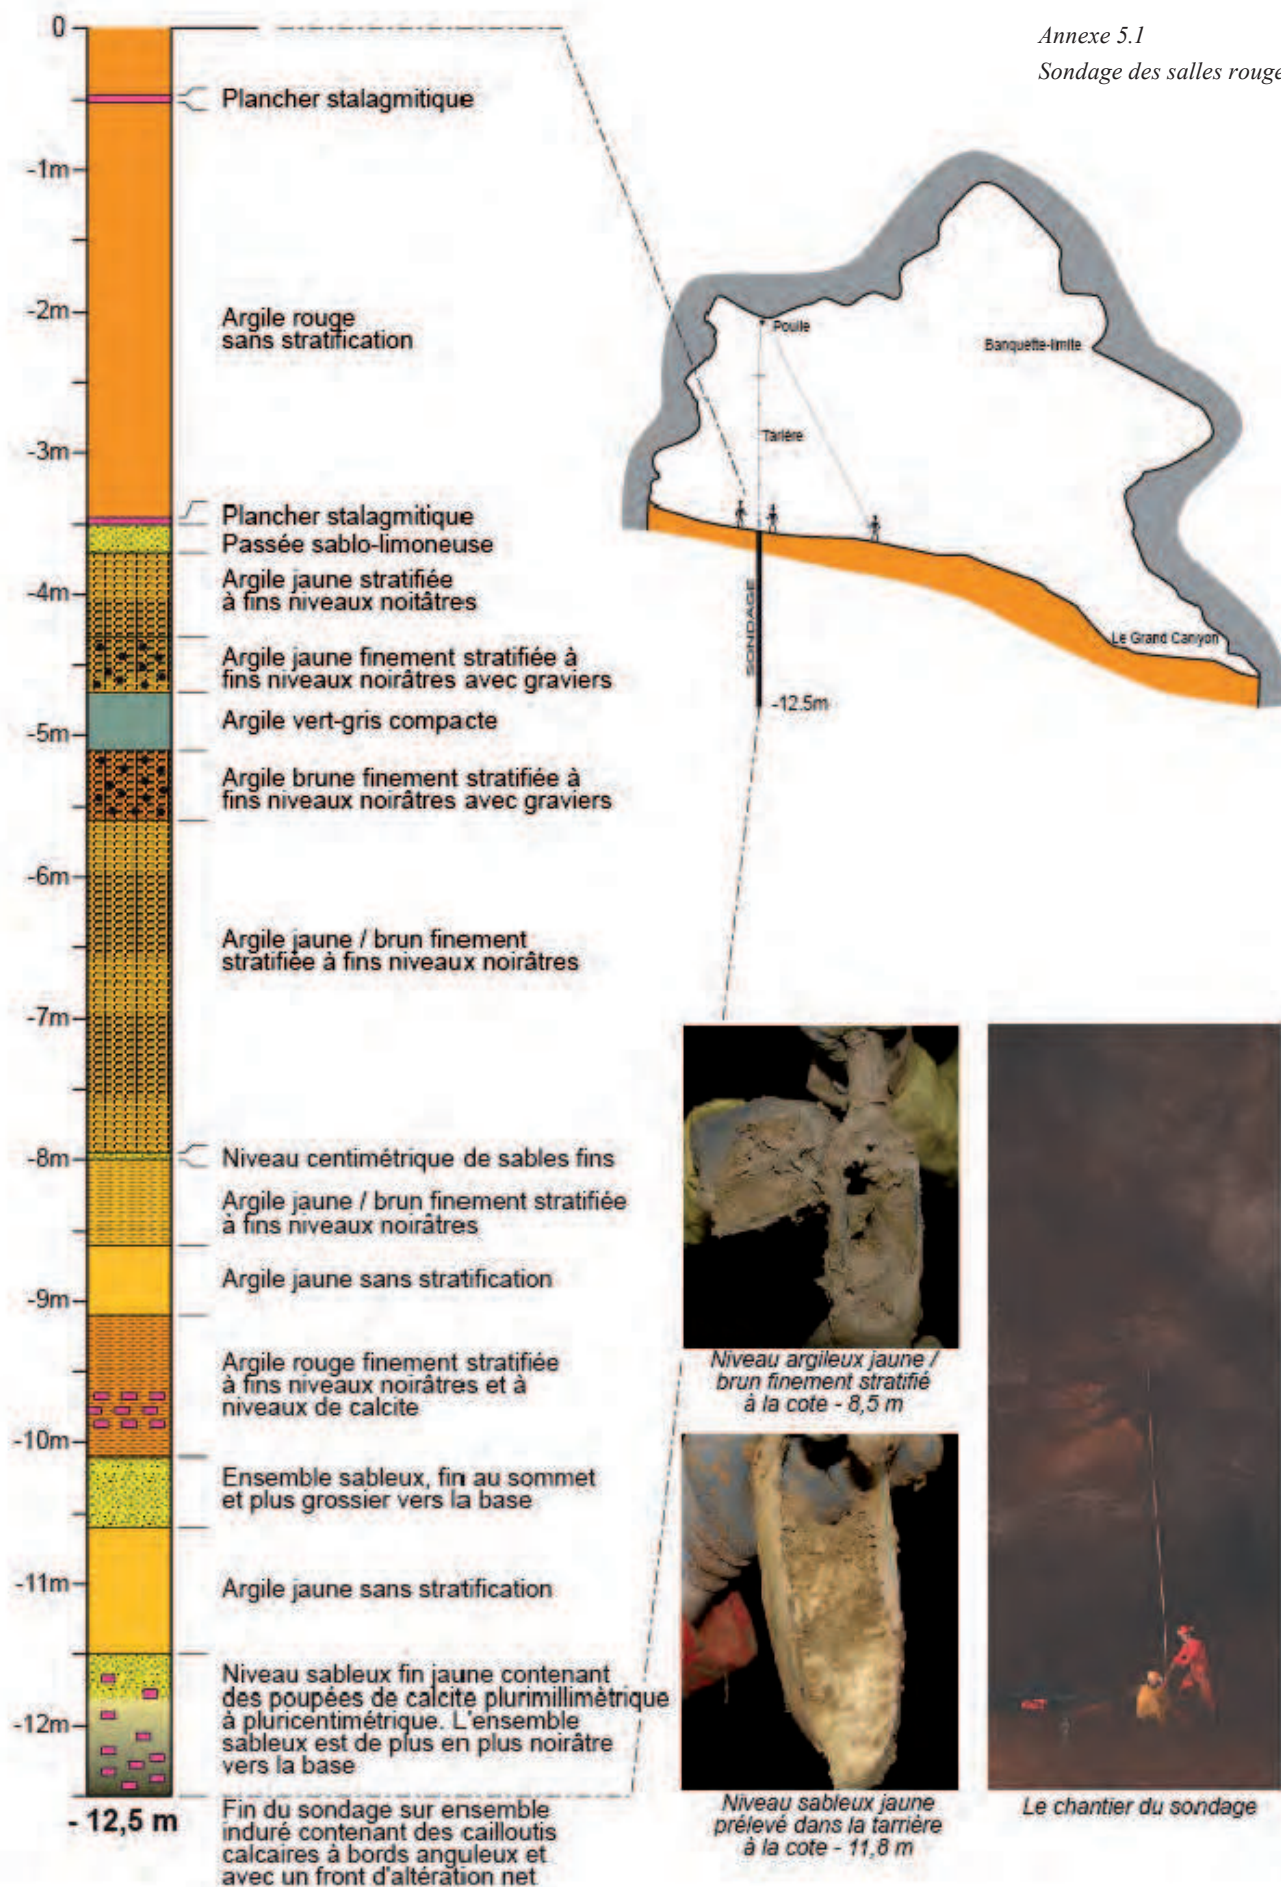 Annexe 5.1
Sondage des salles rouge
0
Plancher stalagmitique
-1m
-2m
Argile rouge
sans stratification
-3m
Plancher stalagmitique
Passée sablo-limoneuse
Argile jaune stratifiée
à fins niveaux noitâtres
-4m
Argile jaune finement stratifiée à
fins niveaux noirâtres avec graviers
Argile vert-gris compacte
-5m
Argile brune finement stratifiée à
fins niveaux noirâtres avec graviers
-6m
Argile jaune / brun finement
stratifiée à fins niveaux noirâtres
-7m
-8m
Niveau centimétrique de sables fins
Argile jaune / brun finement stratifiée
à fins niveaux noirâtres
Argile jaune sans stratification
-9m
Argile rouge finement stratifiée
à fins niveaux noirâtres et à
niveaux de calcite
-10m
Ensemble sableux, fin au sommet
et plus grossier vers la base
-11m
Argile jaune sans stratification
Niveau sableux fin jaune contenant
des poupées de calcite plurimillimètrique
à pluricentimétrique. L'ensemble
sableux est de plus en plus noirâtre
vers la base
-12m
- 12,5 m
Fin du sondage sur ensemble
induré contenant des cailloutis
calcaires à bords anguleux et
avec un front d'altération net
Poulie
Banquette-limite
Tarière
SONDAGE
Le Grand Canyon
-12.5m
Niveau argileux jaune /
brun finement stratifié
à la cote - 8,5 m
Niveau sableux jaune
prélevé dans la tarrière
à la cote - 11,8 m
Le chantier du sondage